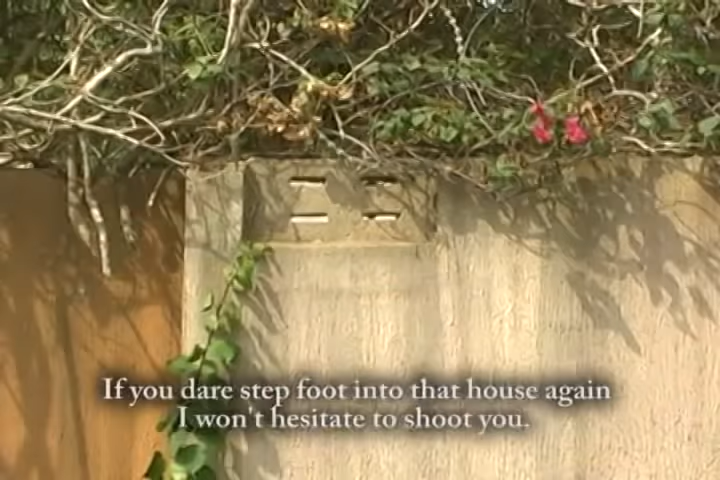 If you dare step foot into that house again
I won't hesitate to shoot you.